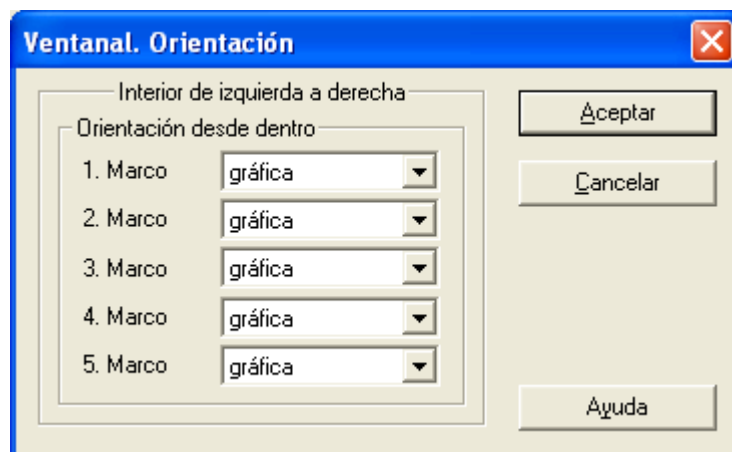 Ventanal. Orientación
Interior de izquierda a derecha
Orientación desde dentro
1. Marco gráfica
2. Marco gráfica
3. Marco gráfica
4. Marco gráfica
5. Marco gráfica
Aceptar
Cancelar
Ayuda